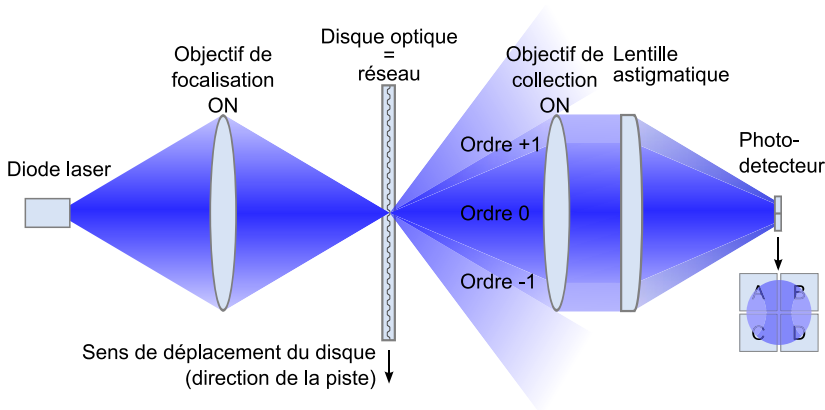 Diode laser
Objectif de
focalisation
ON
Disque optique
=
réseau
Objectif de
collection
ON
Lentille
astigmatique
Photo-
detecteur
Ordre +1
Ordre 0
Ordre -1
A B
C D
Sens de déplacement du disque
(direction de la piste)